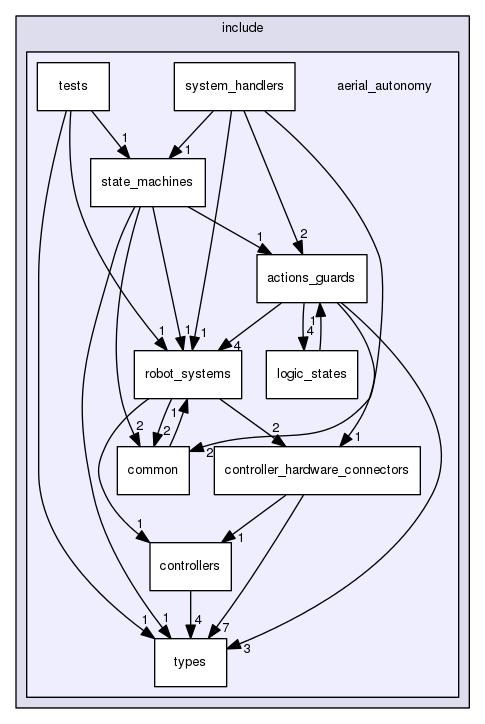 include
tests
system_handlers
aerial_autonomy
1
1
state_machines
1
2
actions_guards
1
4
1
1
1
4
robot_systems
logic_states
1
2
2
2
1
2
common
controller_hardware_connectors
1
1
controllers
4
7
1
1
3
types